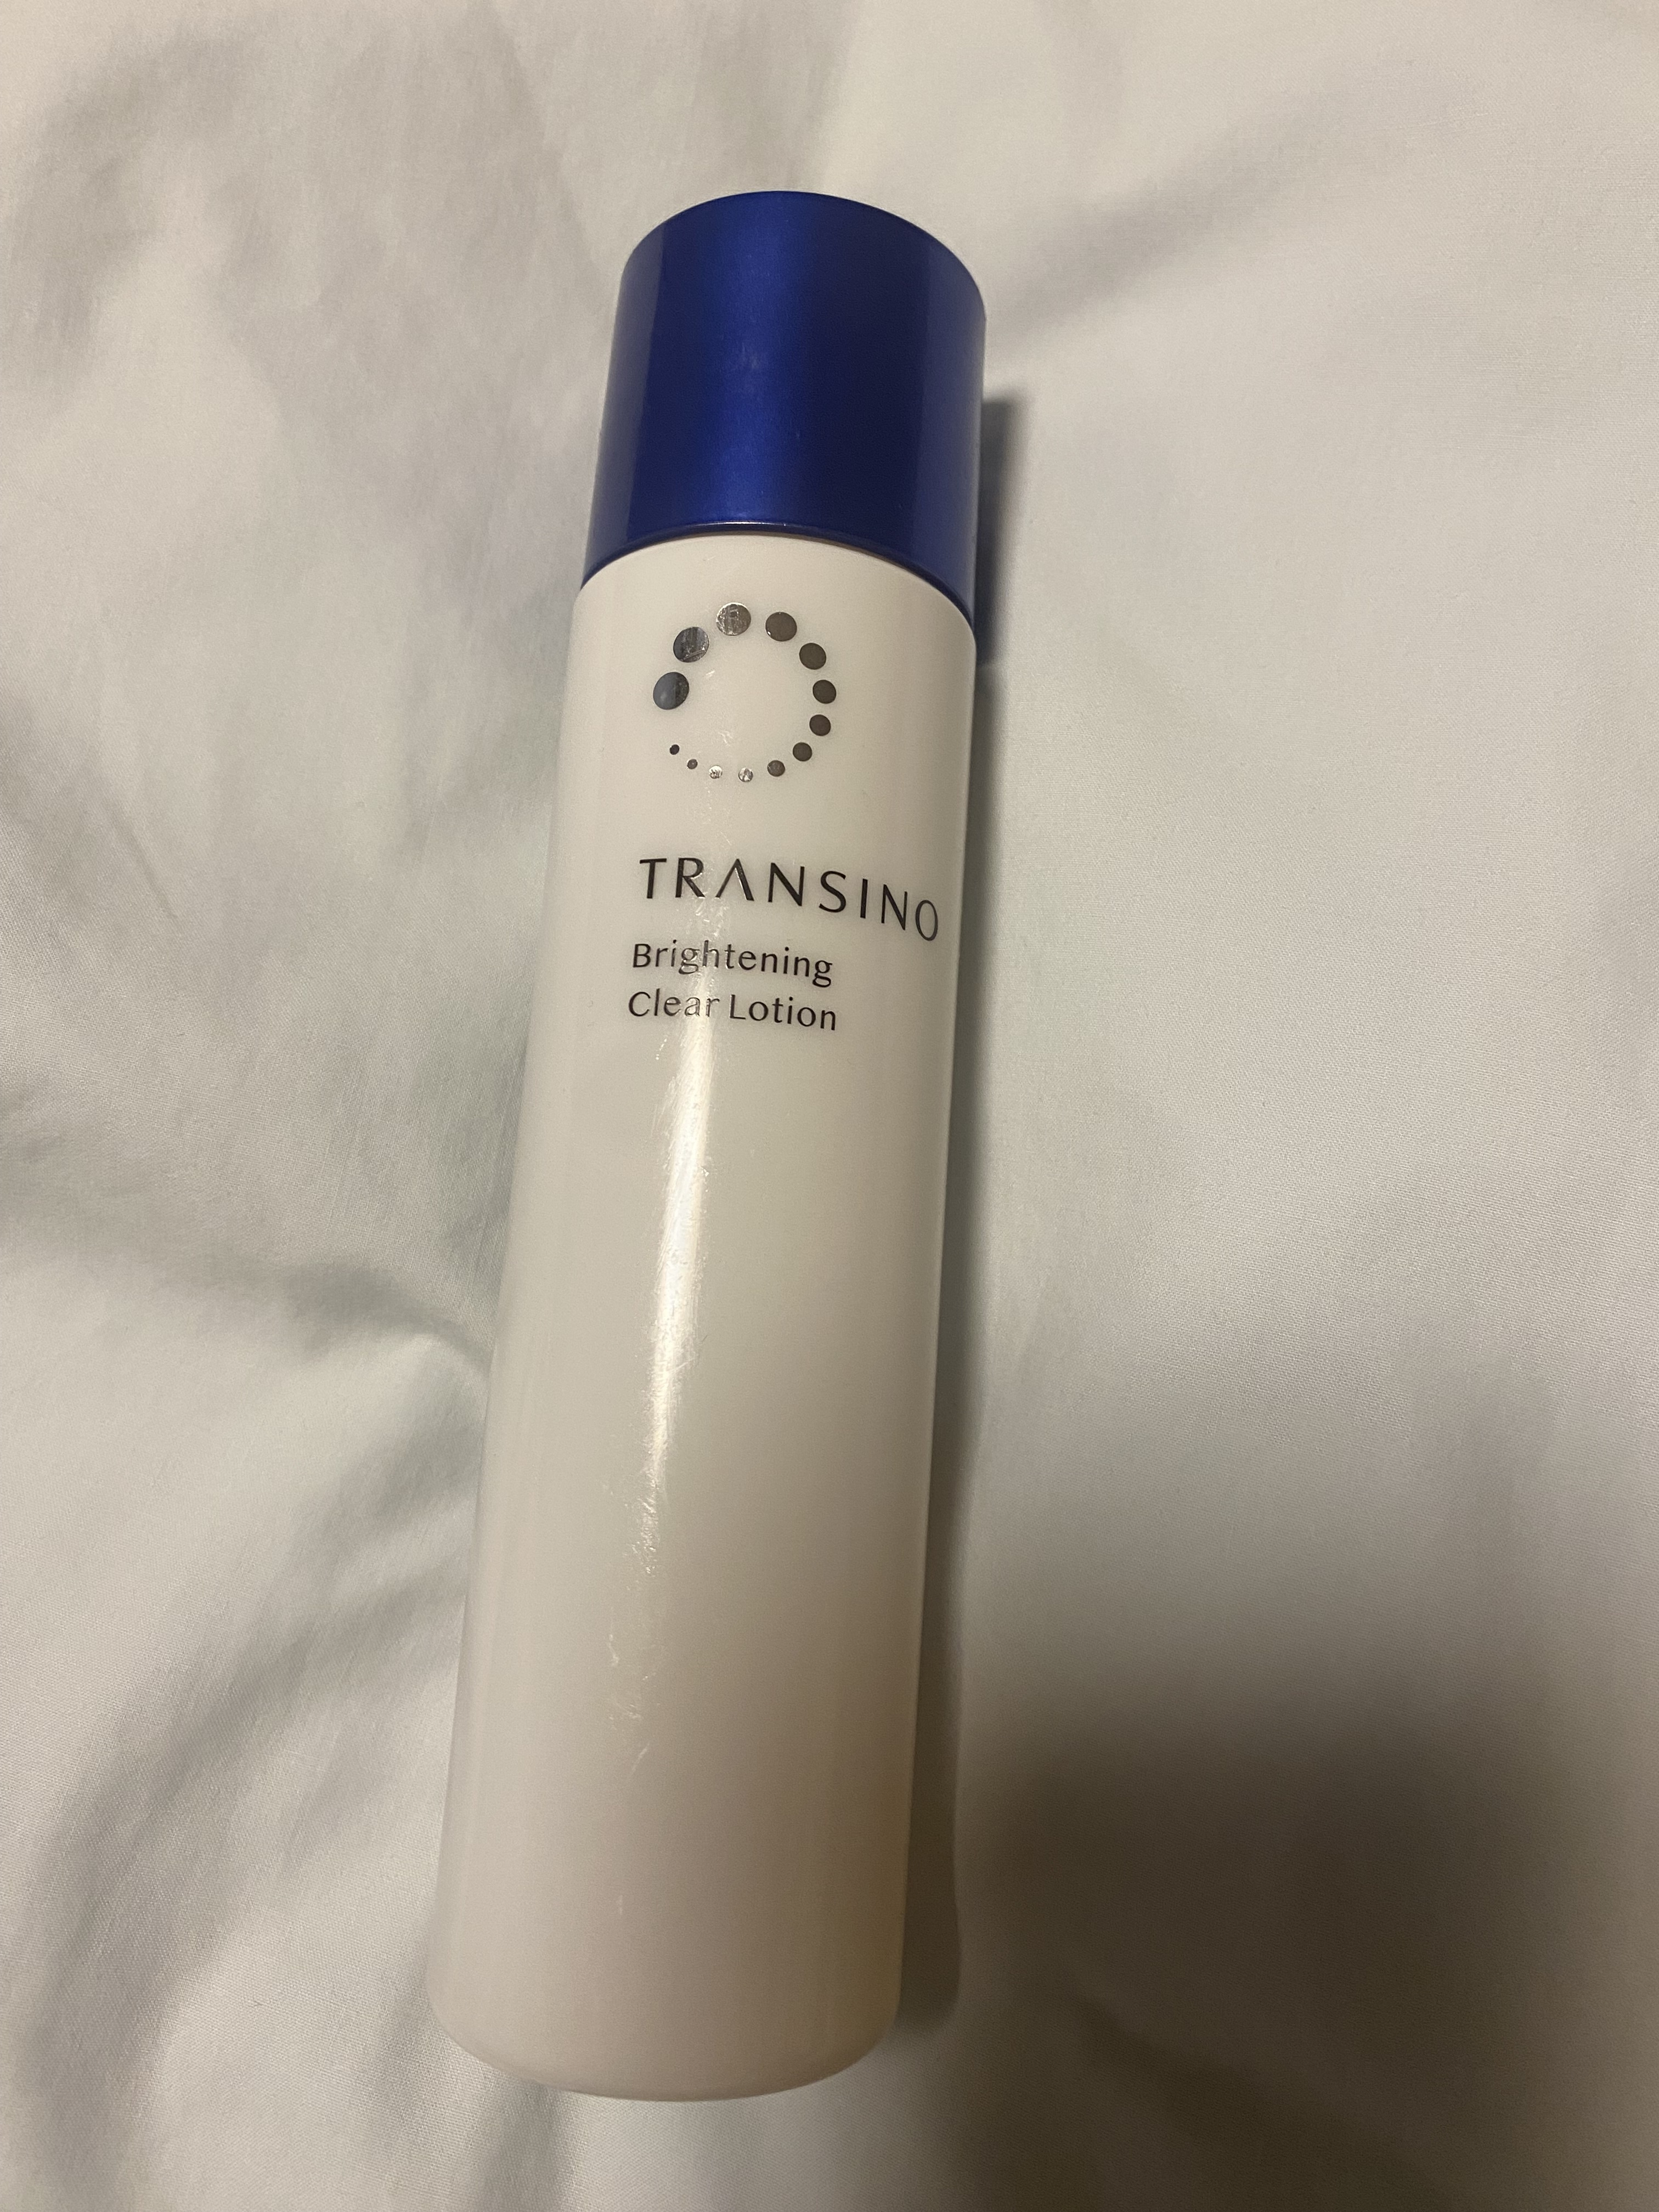 TRANSINO
Brightening
Clear Lotion